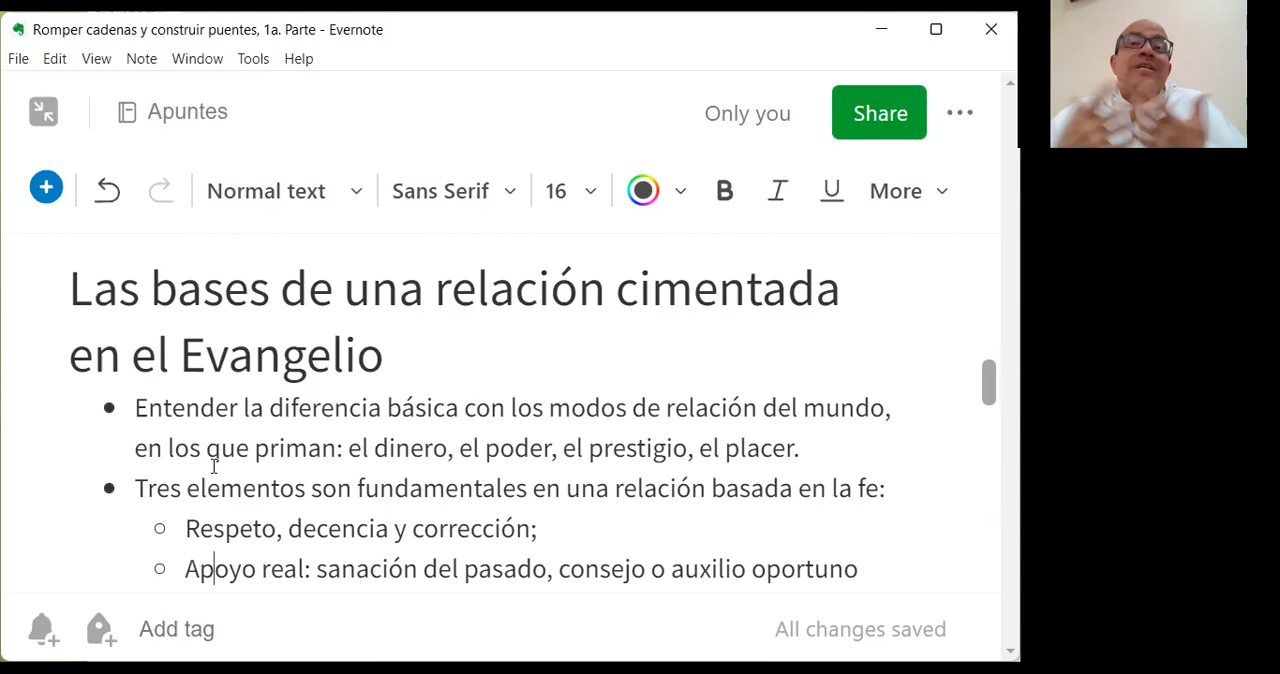 Romper cadenas y construir puentes, 1a. Parte - Evernote
File Edit View Note Window Tools Help
Apuntes Only you Share
Normal text Sans Serif 16 B I U More
Las bases de una relación cimentada
en el Evangelio
Entender la diferencia básica con los modos de relación del mundo,
en los que priman: el dinero, el poder, el prestigio, el placer.
Tres elementos son fundamentales en una relación basada en la fe:
Respeto, decencia y corrección;
Apoyo real: sanación del pasado, consejo o auxilio oportuno
Add tag All changes saved